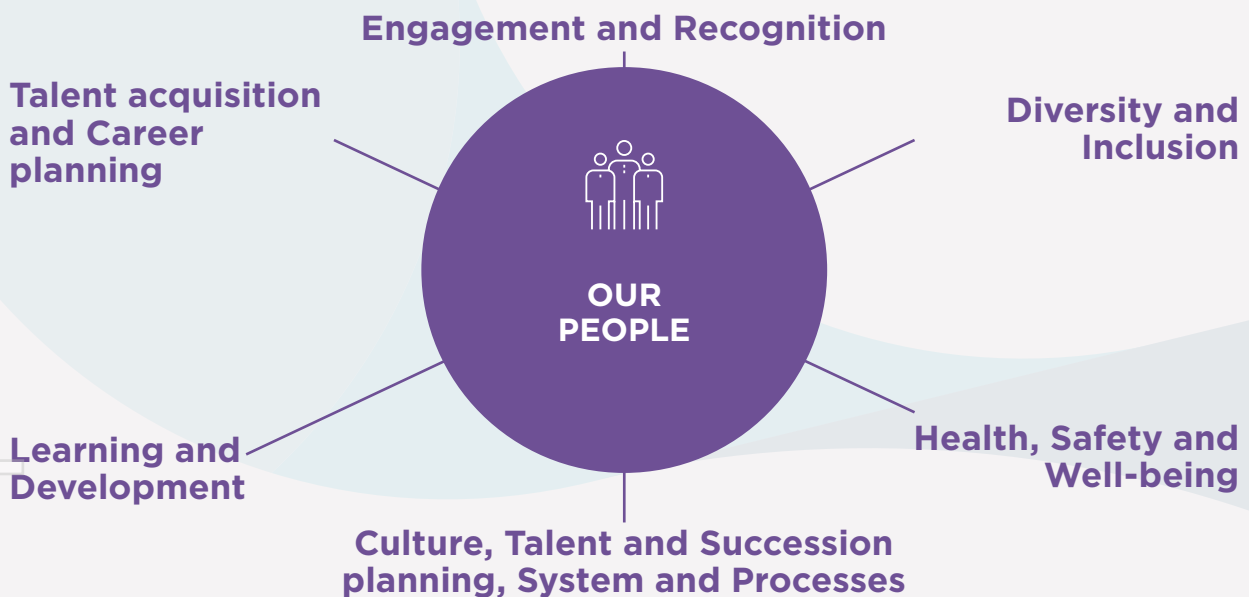 Engagement and Recognition
Talent acquisition
and Career
planning
Diversity and
Inclusion
OUR
PEOPLE
Learning and
Development
Health, Safety and
Well-being
Culture, Talent and Succession
planning, System and Processes